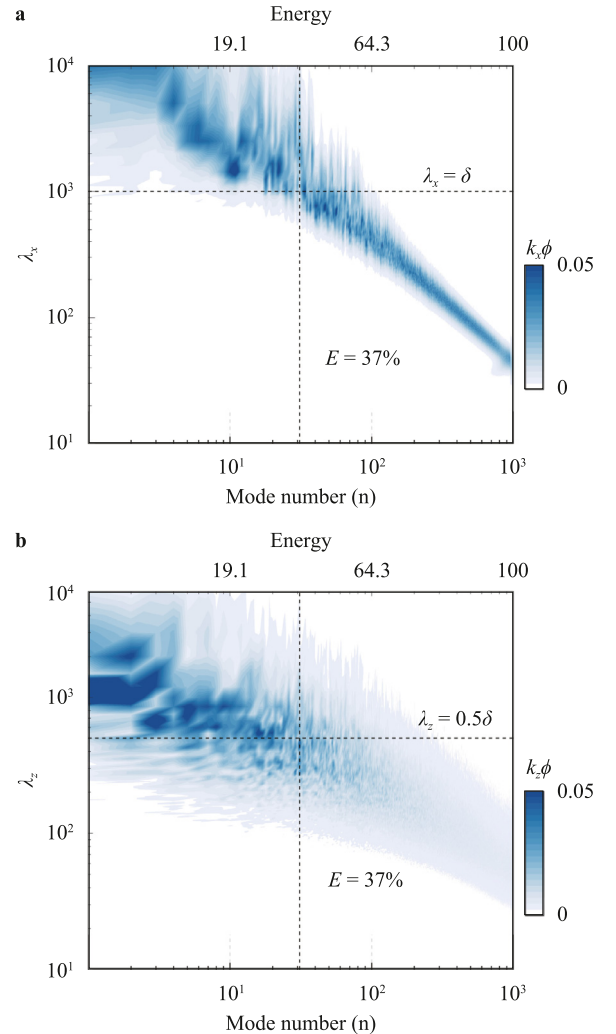 a
Energy
19.1 64.3 100
10⁴
λₓ = δ
10³
kₓϕ
0.05
λₓ
10²
E = 37%
0
10¹
10¹ 10² 10³
Mode number (n)
b
Energy
19.1 64.3 100
10⁴
10³
λ_z = 0.5δ
k_zϕ
0.05
λ_z
10²
E = 37%
0
10¹
10¹ 10² 10³
Mode number (n)